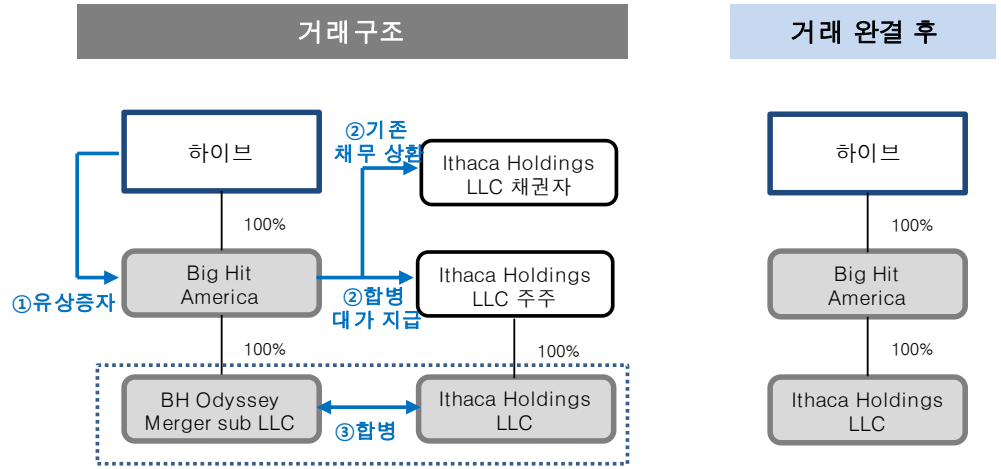 거래구조
거래 완결 후
하이브
②기존
채무 상환
Ithaca Holdings
LLC 채권자
100%
Big Hit
America
①유상증자
②합병
대가 지급
Ithaca Holdings
LLC 주주
100%
100%
BH Odyssey
Merger sub LLC
③합병
Ithaca Holdings
LLC
하이브
100%
Big Hit
America
100%
Ithaca Holdings
LLC